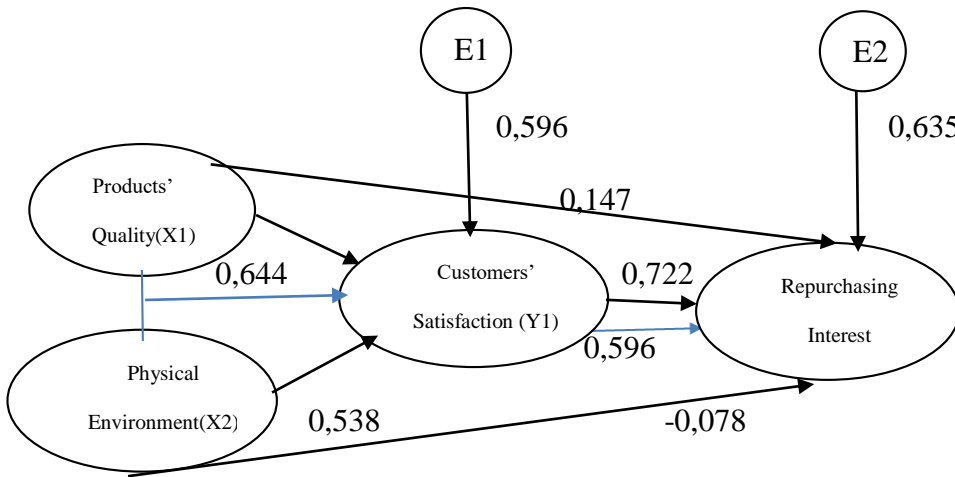 E1
E2
0,596
0,635
Products’
Quality(X1)
0,147
0,644
Customers’
Satisfaction (Y1)
0,722
Repurchasing
Interest
0,596
Physical
Environment(X2)
0,538
-0,078